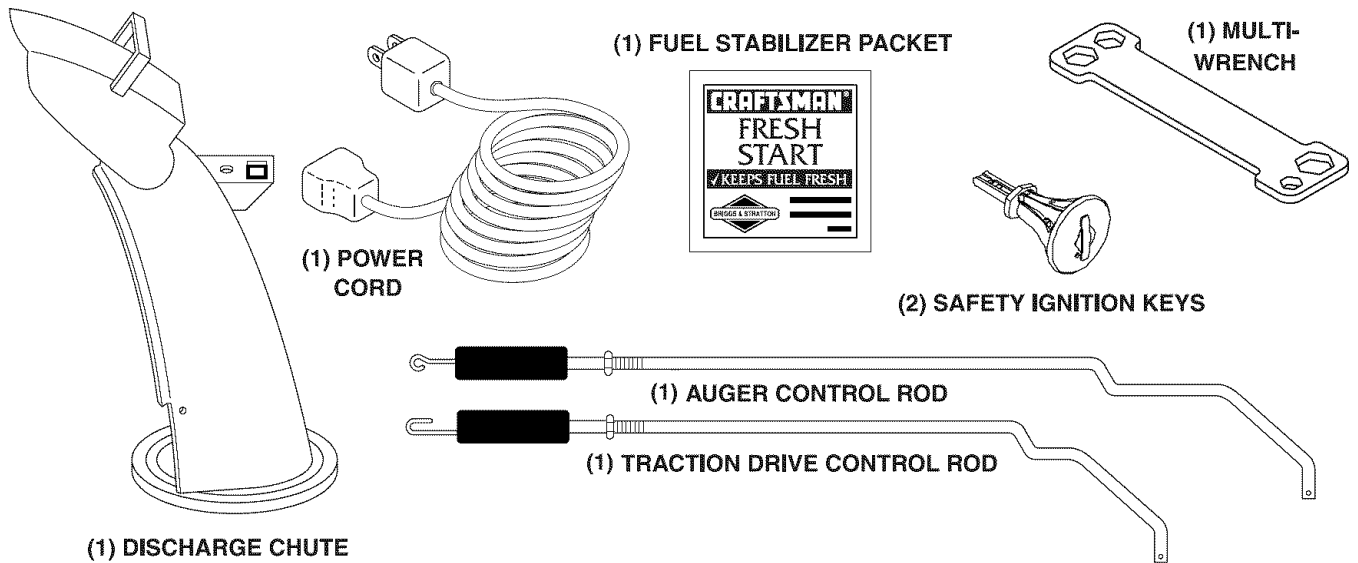 (1) FUEL STABILIZER PACKET
(1) MULTI-
WRENCH
CRAFTSMAN®
FRESH
START
✓KEEPS FUEL FRESH
BRIGGS & STRATTON
(1) POWER
CORD
(2) SAFETY IGNITION KEYS
(1) AUGER CONTROL ROD
(1) TRACTION DRIVE CONTROL ROD
(1) DISCHARGE CHUTE